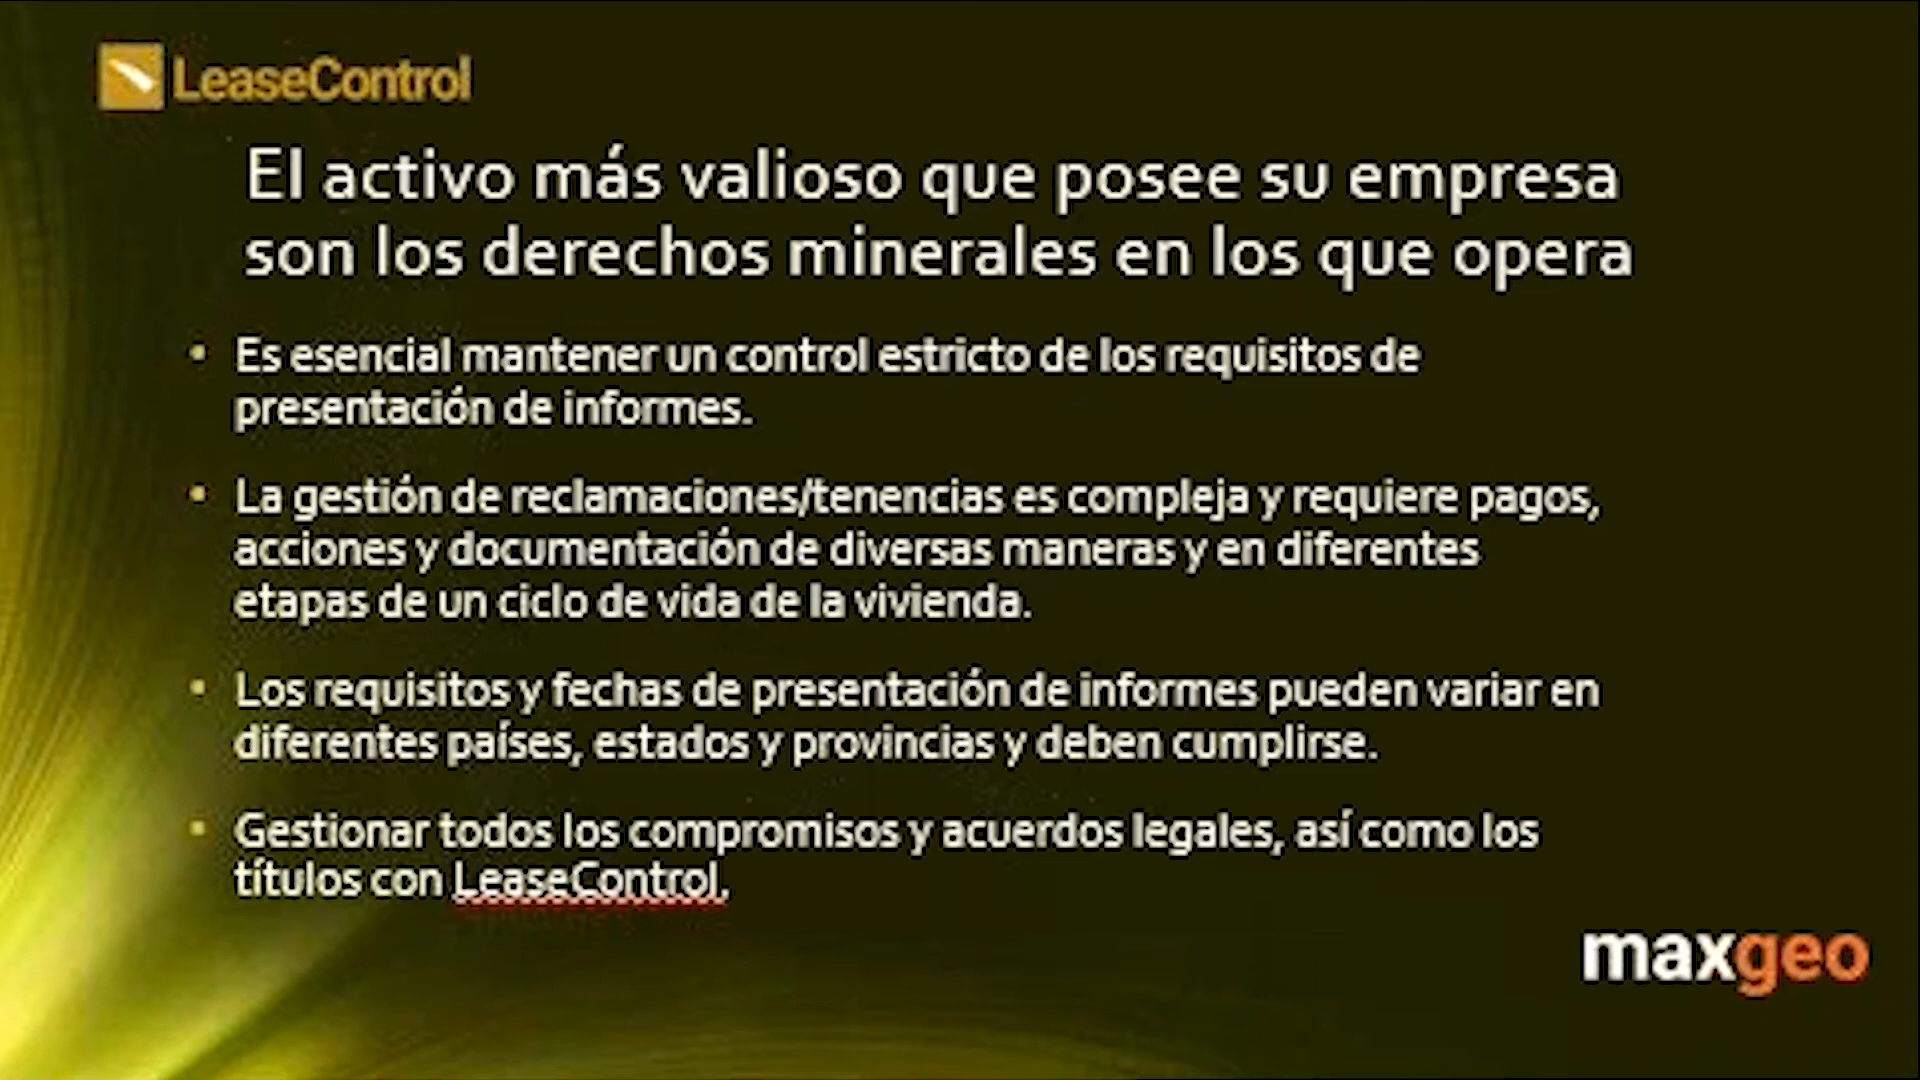 LeaseControl
El activo más valioso que posee su empresa
son los derechos minerales en los que opera
• Es esencial mantener un control estricto de los requisitos de
presentación de informes.
• La gestión de reclamaciones/tenencias es compleja y requiere pagos,
acciones y documentación de diversas maneras y en diferentes
etapas de un ciclo de vida de la vivienda.
• Los requisitos y fechas de presentación de informes pueden variar en
diferentes países, estados y provincias y deben cumplirse.
• Gestionar todos los compromisos y acuerdos legales, así como los
títulos con LeaseControl.
maxgeo